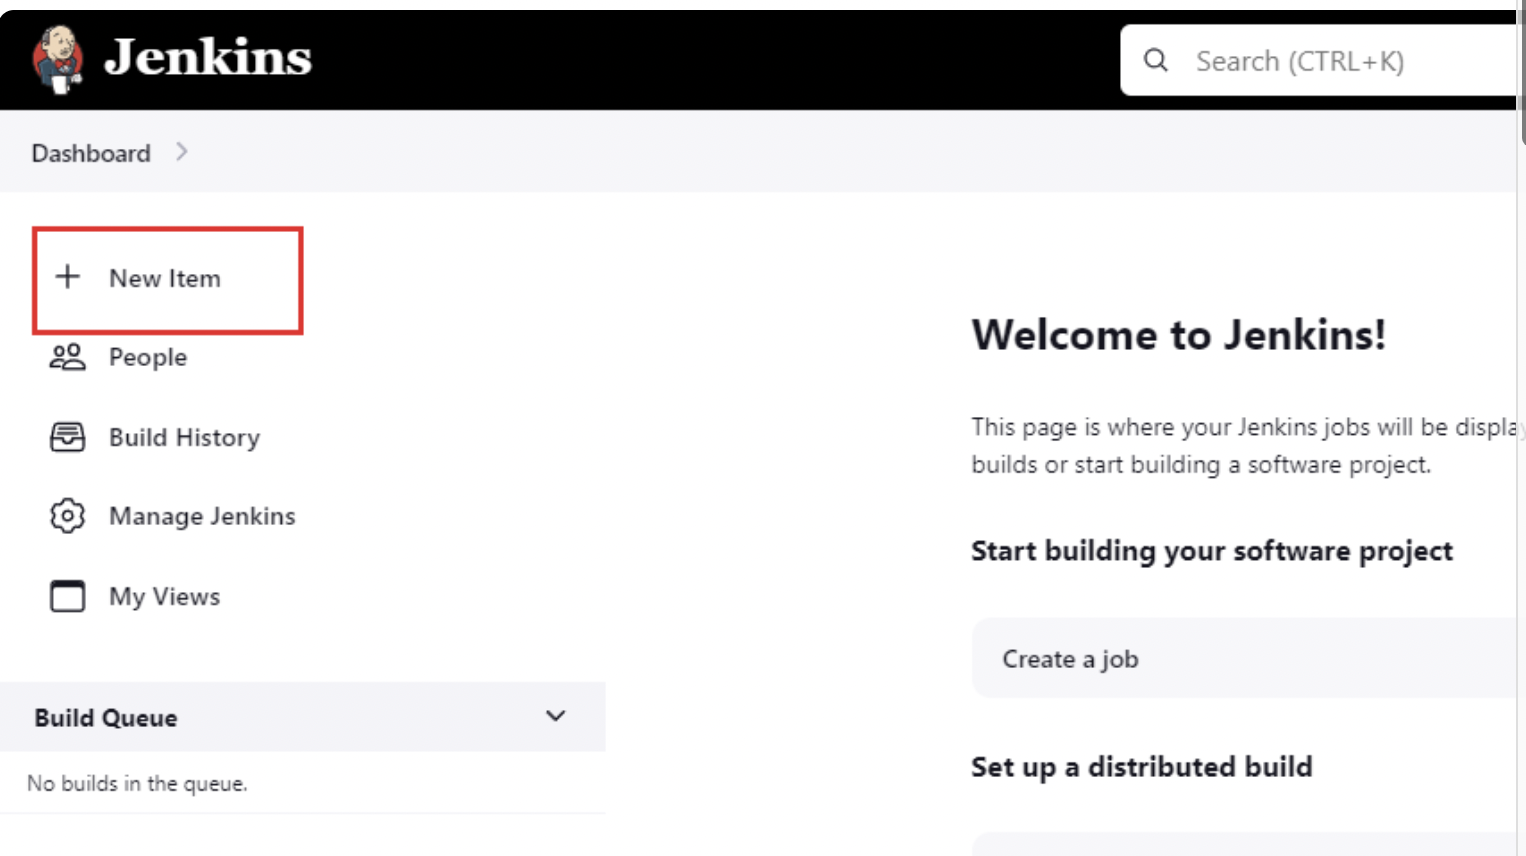 Jenkins
Search (CTRL+K)
Dashboard
New Item
People
Build History
Manage Jenkins
My Views
Build Queue
No builds in the queue.
Welcome to Jenkins!
This page is where your Jenkins jobs will be display
builds or start building a software project.
Start building your software project
Create a job
Set up a distributed build